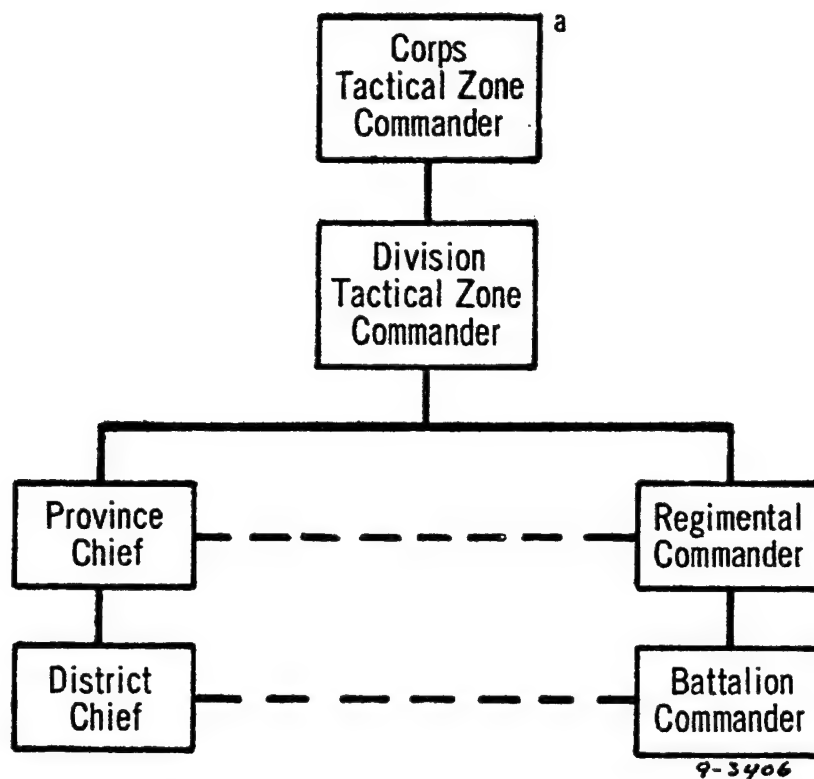 Corps
Tactical Zone
Commander
a
Division
Tactical Zone
Commander
Province
Chief
Regimental
Commander
District
Chief
Battalion
Commander
9-3406